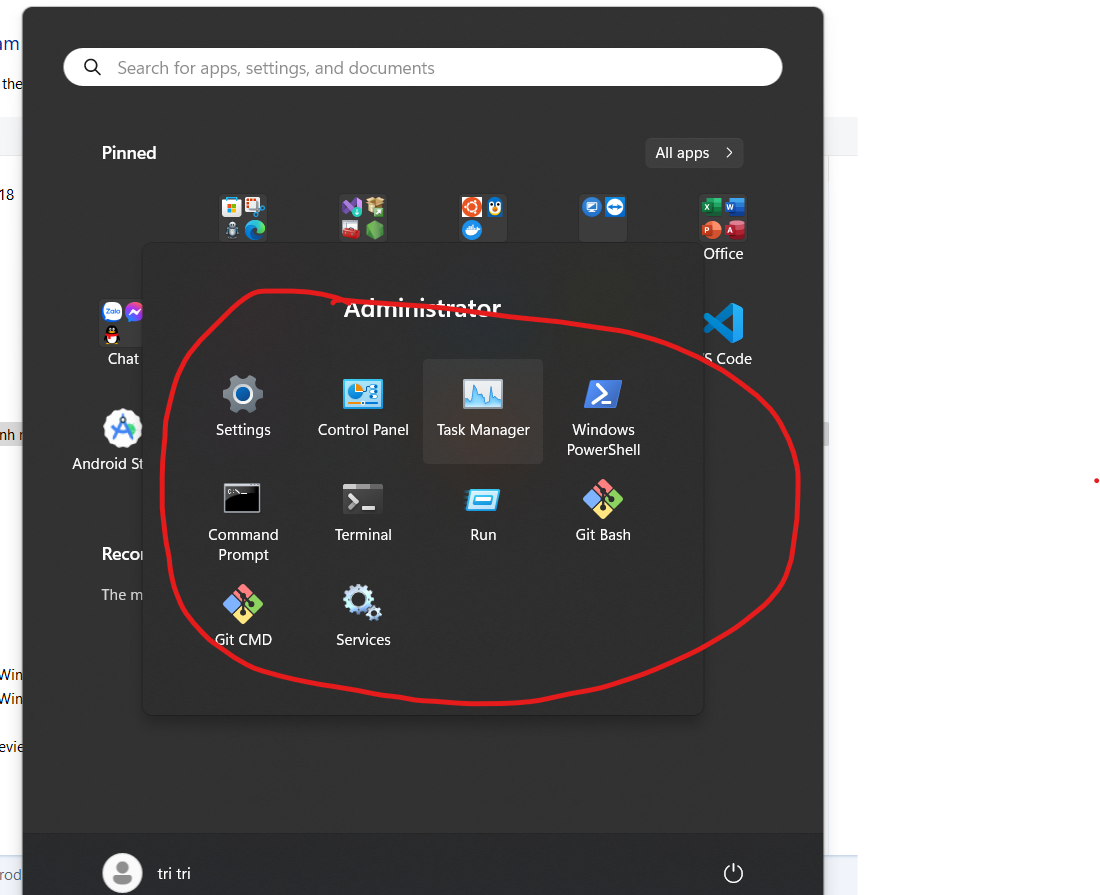 am
Search for apps, settings, and documents
the
Pinned
All apps
18
Office
Administrator
Zalo
Chat
S Code
Settings
Control Panel
Task Manager
Windows
PowerShell
nh
Android St
Command
Prompt
Terminal
Run
Git Bash
Recor
The m
Git CMD
Services
Win
Win
evie
tri tri
rod